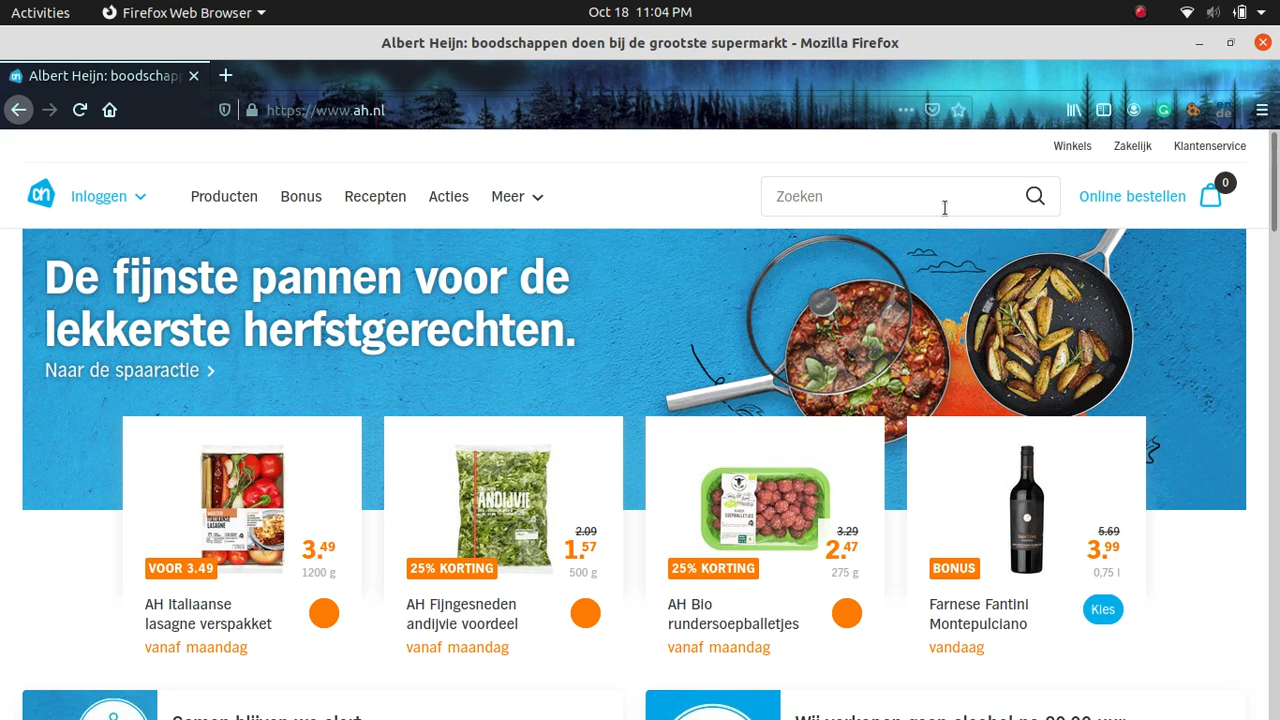 Activities
Firefox Web Browser
Oct 18 11:04 PM
Albert Heijn: boodschappen doen bij de grootste supermarkt - Mozilla Firefox
Albert Heijn: boodschap
https://www.ah.nl
Winkels
Zakelijk
Klantenservice
Inloggen
Producten
Bonus
Recepten
Acties
Meer
Zoeken
Online bestellen
0
De fijnste pannen voor de
lekkerste herfstgerechten.
Naar de spaaractie
ITALIAANSE
LASAGNE
VOOR 3.49
3.49
1200 g
AH Italiaanse
lasagne verspakket
vanaf maandag
ANDIJVIE
25% KORTING
2.09
1.57
500 g
AH Fijngesneden
andijvie voordeel
vanaf maandag
25% KORTING
3.29
2.47
275 g
AH Bio
rundersoepballetjes
vanaf maandag
FANTINI
BONUS
5.69
3.99
0,75 l
Farnese Fantini
Montepulciano
Kies
vandaag